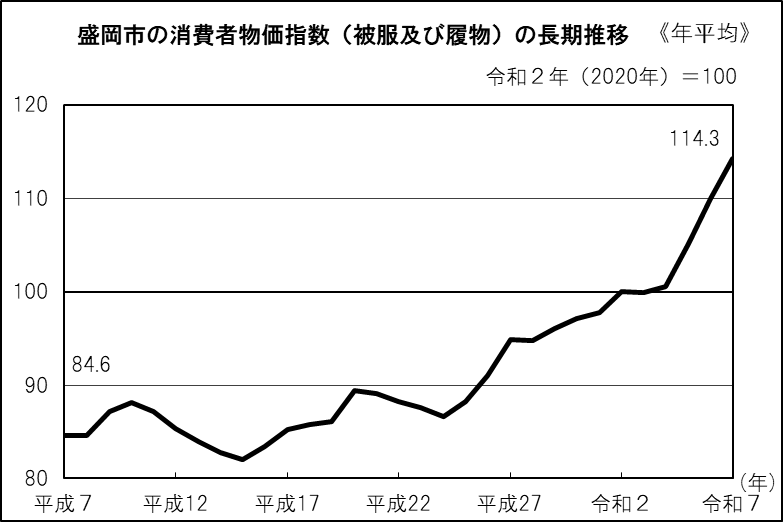 盛岡市の消費者物価指数（被服及び履物）の長期推移　《年平均》
令和２年（2020年）＝100
120
114.3
110
100
84.6
90
80
平成７ 平成12 平成17 平成22 平成27 令和２ 令和７ (年)